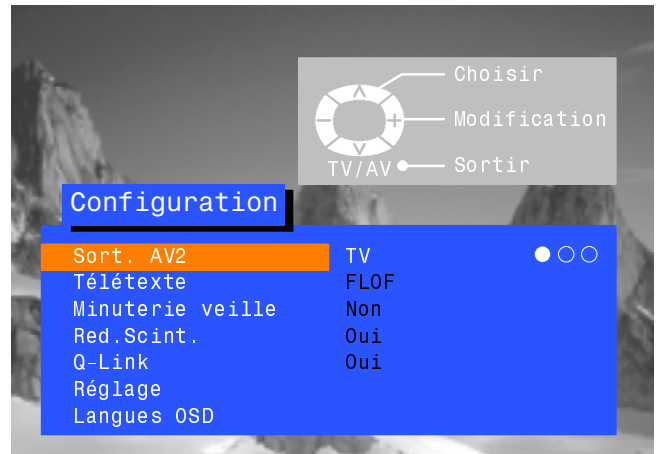 Choisir
Modification
TV/AV Sortir
Configuration
Sort. AV2 TV
Télétexte FLOF
Minuterie veille Non
Red.Scint. Oui
Q-Link Oui
Réglage
Langues OSD